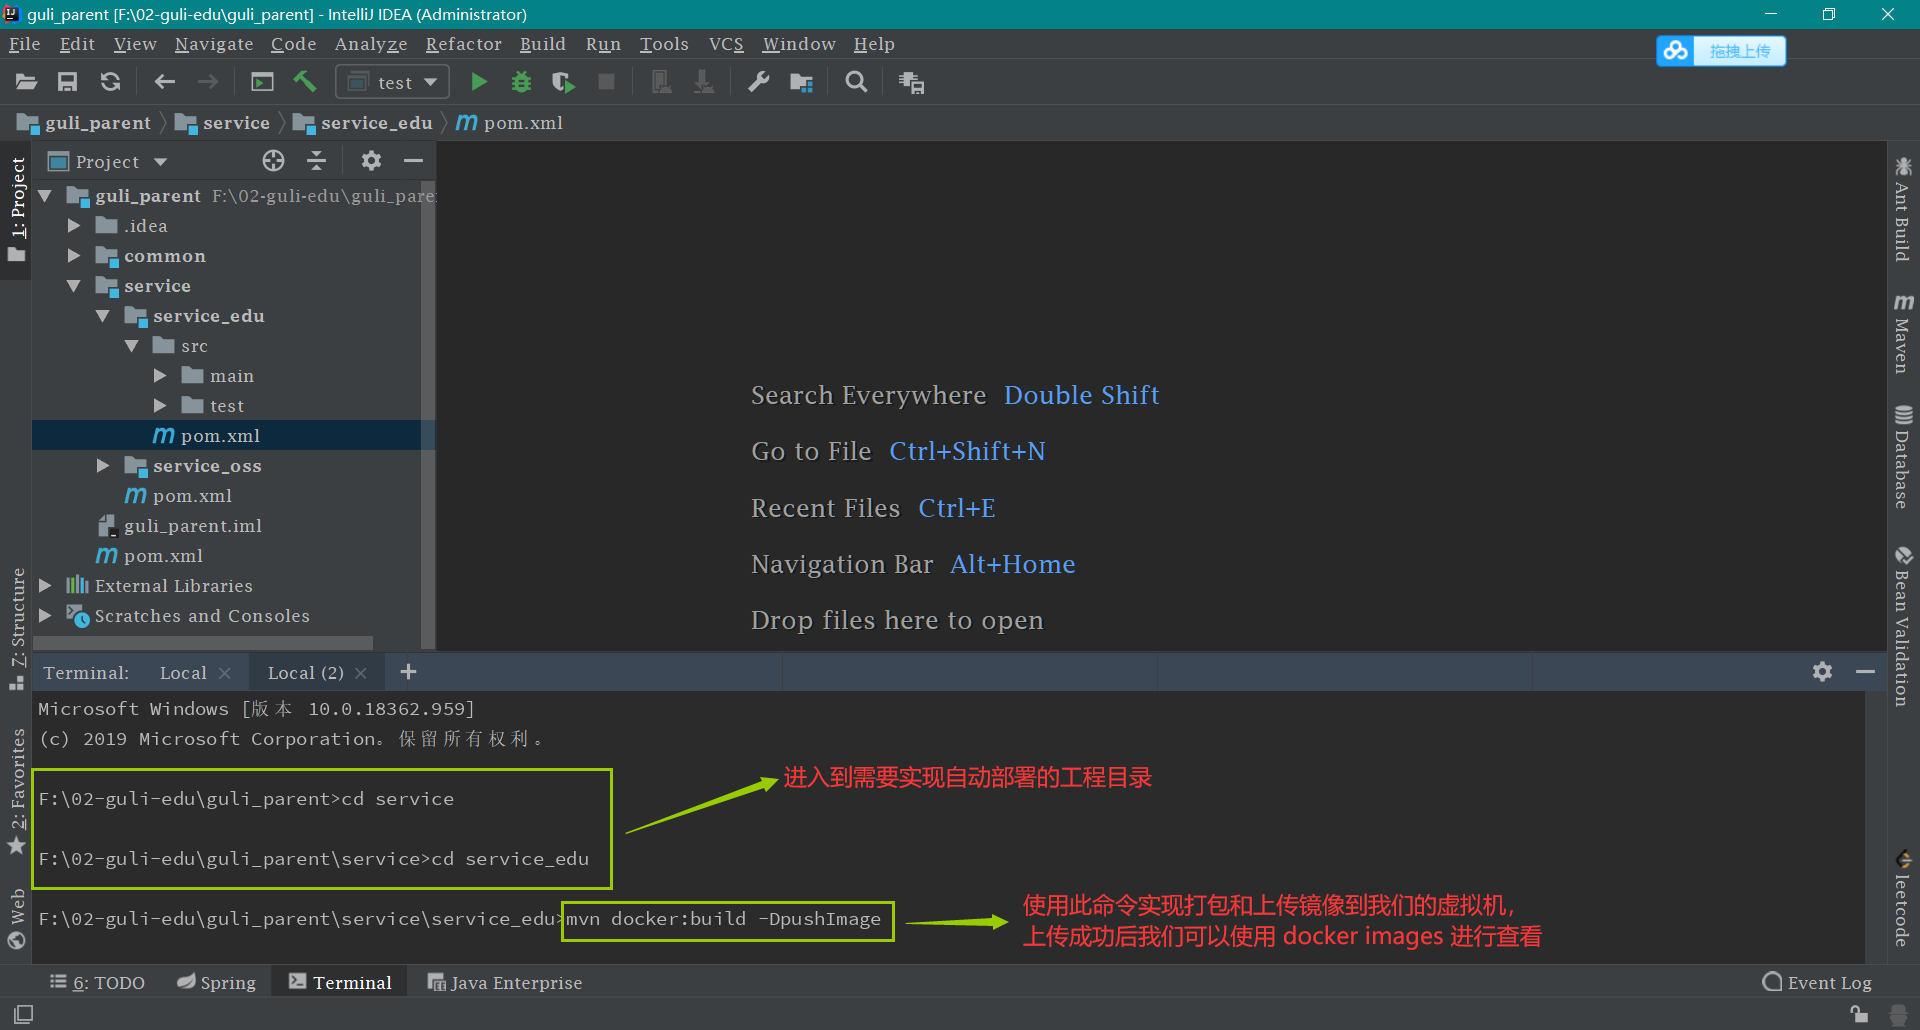 guli_parent [F:\02-guli-edu\guli_parent] - IntelliJ IDEA (Administrator)
File Edit View Navigate Code Analyze Refactor Build Run Tools VCS Window Help
拖拽上传
test
guli_parent service service_edu pom.xml
Project
1: Project
guli_parent F:\02-guli-edu\guli_pare
.idea
common
service
service_edu
src
main
test
pom.xml
service_oss
pom.xml
guli_parent.iml
pom.xml
External Libraries
Scratches and Consoles
Search Everywhere Double Shift
Go to File Ctrl+Shift+N
Recent Files Ctrl+E
Navigation Bar Alt+Home
Drop files here to open
Ant Build
Maven
Database
Bean Validation
leetcode
Z: Structure
2: Favorites
Web
Terminal: Local Local (2)
Microsoft Windows [版本 10.0.18362.959]
(c) 2019 Microsoft Corporation。保留所有权利。
F:\02-guli-edu\guli_parent>cd service
进入到需要实现自动部署的工程目录
F:\02-guli-edu\guli_parent\service>cd service_edu
F:\02-guli-edu\guli_parent\service\service_edu>mvn docker:build -DpushImage
使用此命令实现打包和上传镜像到我们的虚拟机，
上传成功后我们可以使用 docker images 进行查看
6: TODO Spring Terminal Java Enterprise Event Log